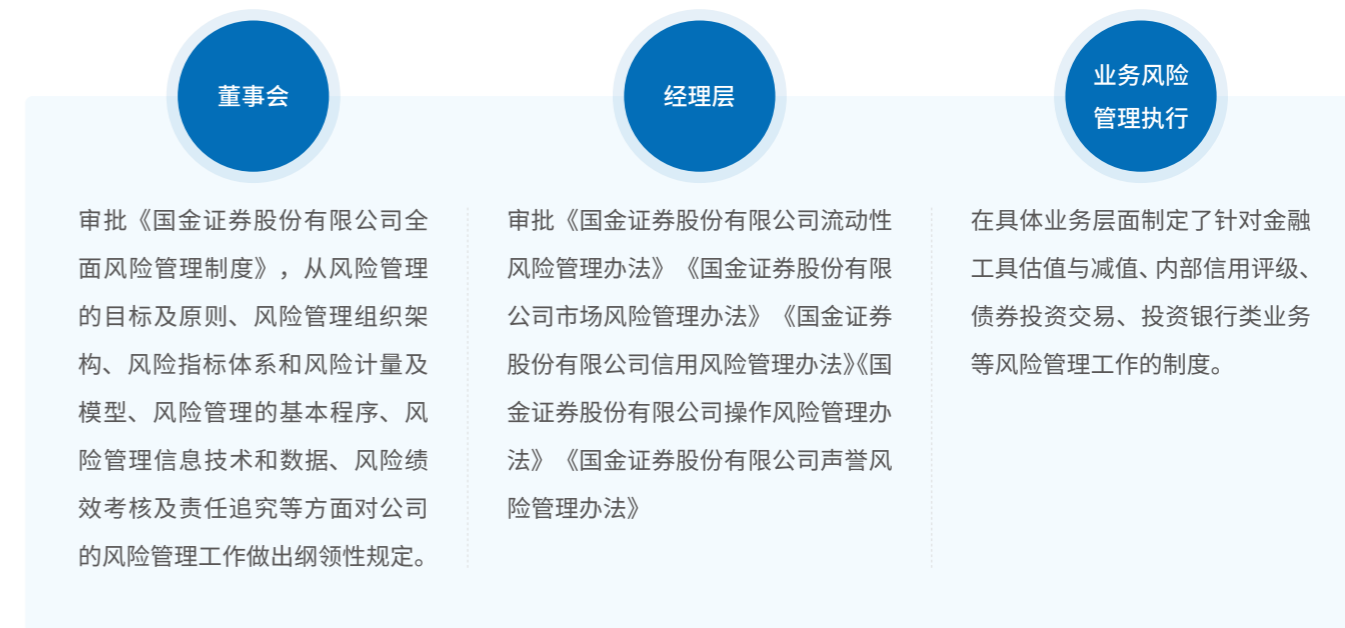 董事会
审批《国金证券股份有限公司全
面风险管理制度》，从风险管理
的目标及原则、风险管理组织架
构、风险指标体系和风险计量及
模型、风险管理的基本程序、风
险管理信息技术和数据、风险绩
效考核及责任追究等方面对公司
的风险管理工作做出纲领性规定。
经理层
审批《国金证券股份有限公司流动性
风险管理办法》《国金证券股份有限
公司市场风险管理办法》《国金证券
股份有限公司信用风险管理办法》《国
金证券股份有限公司操作风险管理办
法》《国金证券股份有限公司声誉风
险管理办法》
业务风险
管理执行
在具体业务层面制定了针对金融
工具估值与减值、内部信用评级、
债券投资交易、投资银行类业务
等风险管理工作的制度。